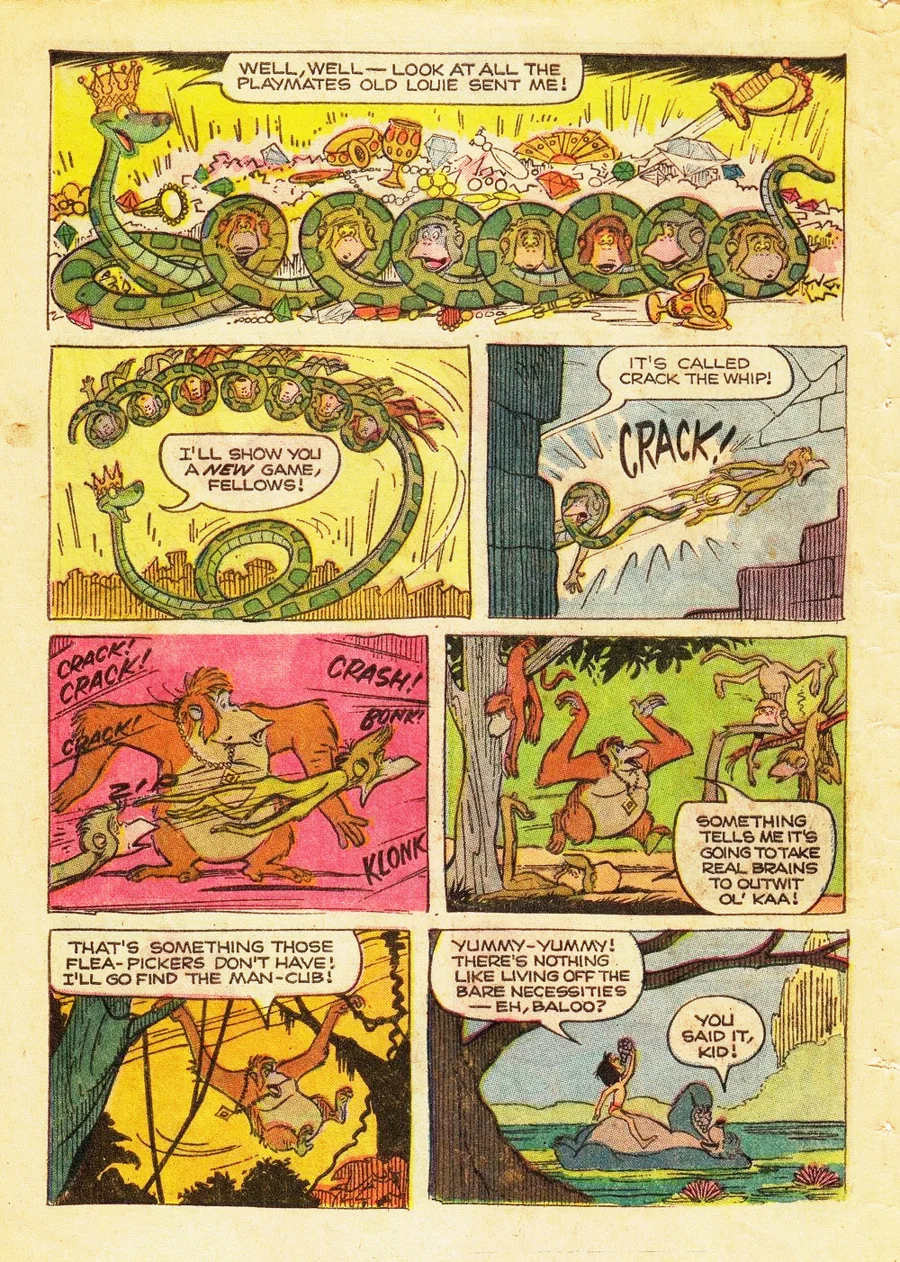 WELL, WELL — LOOK AT ALL THE
PLAYMATES OLD LOUIE SENT ME!
I'LL SHOW YOU
A NEW GAME,
FELLOWS!
IT'S CALLED
CRACK THE WHIP!
CRACK!!
CRACK!
CRACK!
CRACK!
ZIP
CRASH!
BONK!
KLONK
SOMETHING
TELLS ME IT'S
GOING TO TAKE
REAL BRAINS
TO OUTWIT
OL' KAA!
THAT'S SOMETHING THOSE
FLEA-PICKERS DON'T HAVE!
I'LL GO FIND THE MAN-CUB!
YUMMY-YUMMY!
THERE'S NOTHING
LIKE LIVING OFF THE
BARE NECESSITIES
— EH, BALOO?
YOU
SAID IT,
KID!